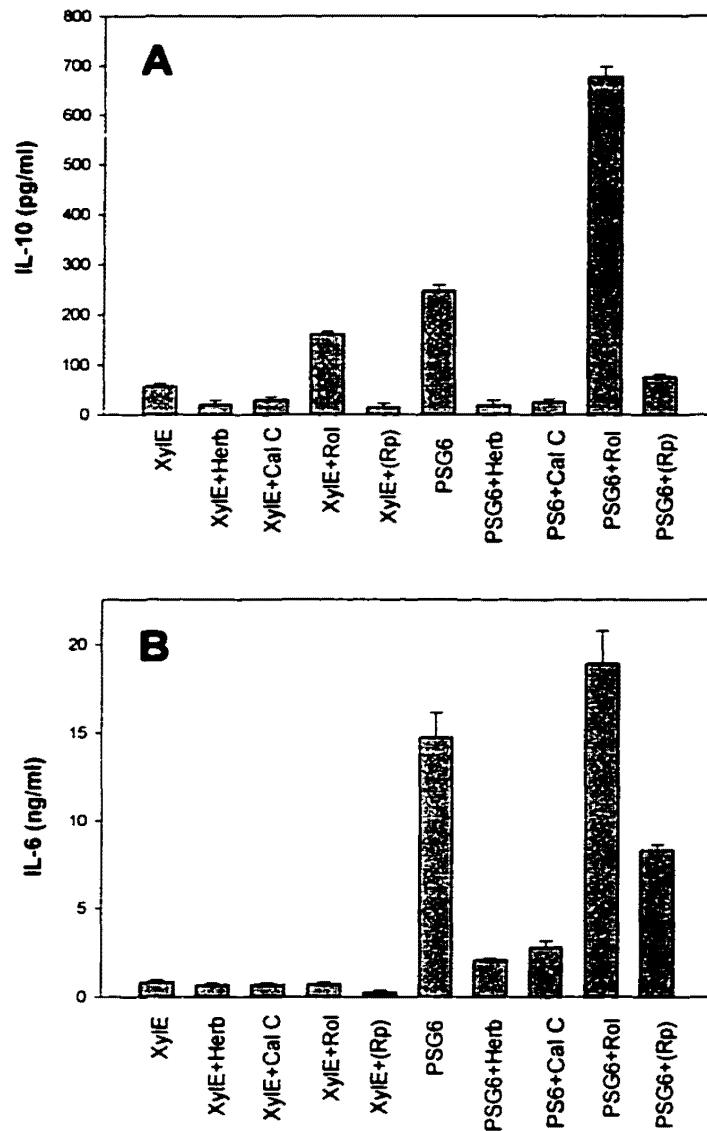 A
IL-10 (pg/ml)
800
700
600
500
400
300
200
100
0
XylE
XylE+Herb
XylE+Cal C
XylE+Rol
XylE+(Rp)
PSG6
PSG6+Herb
PS6+Cal C
PSG6+Rol
PSG6+(Rp)
B
IL-6 (ng/ml)
20
15
10
5
0
XylE
XylE+Herb
XylE+Cal C
XylE+Rol
XylE+(Rp)
PSG6
PSG6+Herb
PS6+Cal C
PSG6+Rol
PSG6+(Rp)